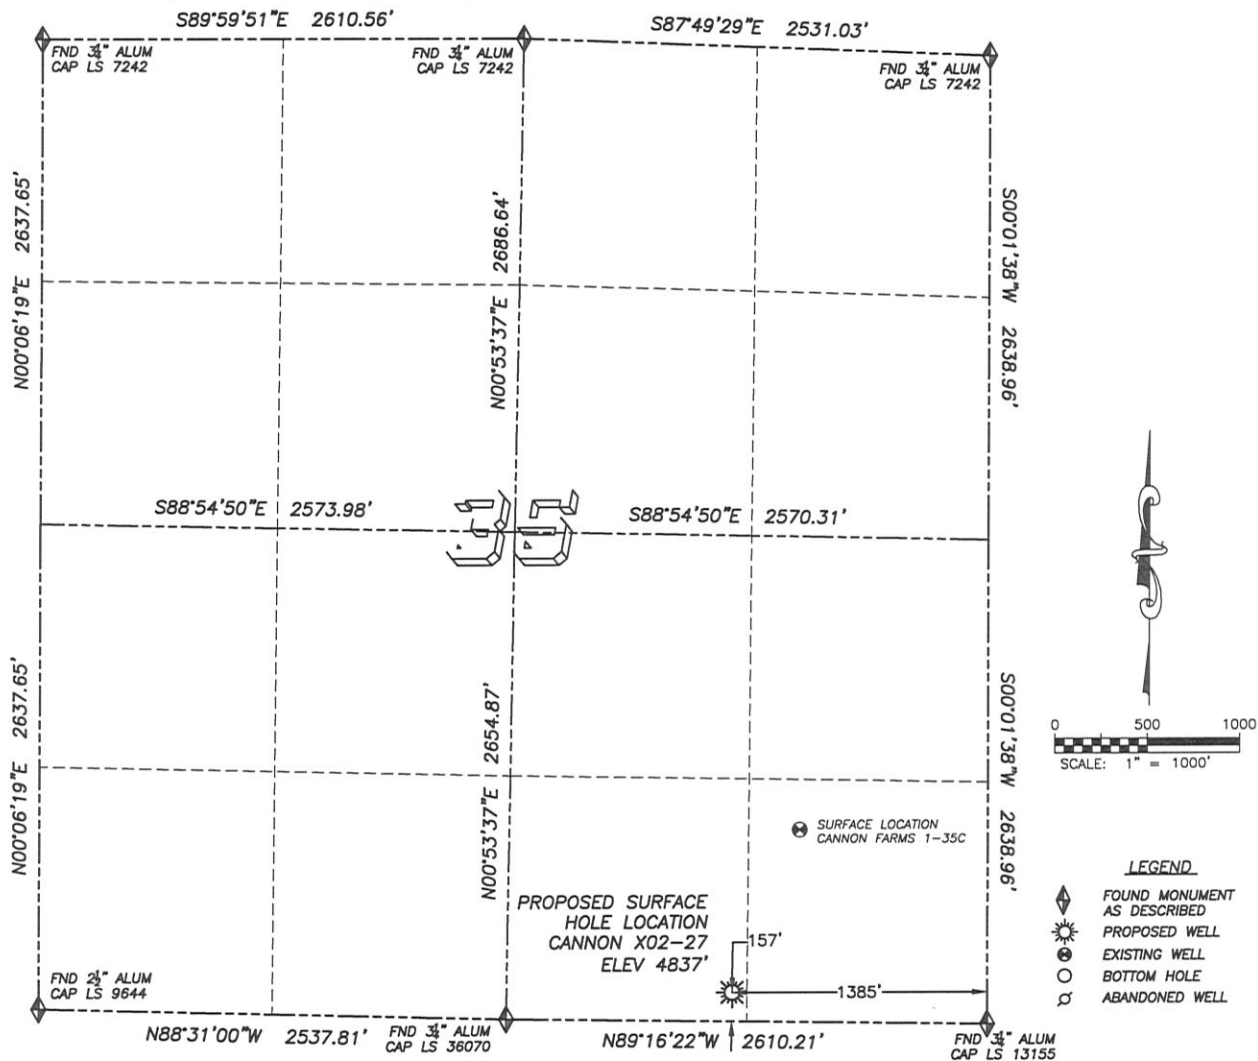 S89°59'51"E 2610.56'
S87°49'29"E 2531.03'
FND 3¼" ALUM
CAP LS 7242
FND 3¼" ALUM
CAP LS 7242
FND 3¼" ALUM
CAP LS 7242
N00°06'19"E 2637.65'
N00°53'37"E 2686.64'
S00°01'38"W 2638.96'
S88°54'50"E 2573.98'
35
S88°54'50"E 2570.31'
N00°06'19"E 2637.65'
N00°53'37"E 2654.87'
S00°01'38"W 2638.96'
0 500 1000
SCALE: 1" = 1000'
SURFACE LOCATION
CANNON FARMS 1-35C
PROPOSED SURFACE
HOLE LOCATION
CANNON X02-27
ELEV 4837'
157'
1385'
LEGEND
FOUND MONUMENT
AS DESCRIBED
PROPOSED WELL
EXISTING WELL
BOTTOM HOLE
ABANDONED WELL
FND 2½" ALUM
CAP LS 9644
N88°31'00"W 2537.81'
FND 3¼" ALUM
CAP LS 36070
N89°16'22"W 2610.21'
FND 3¼" ALUM
CAP LS 13155